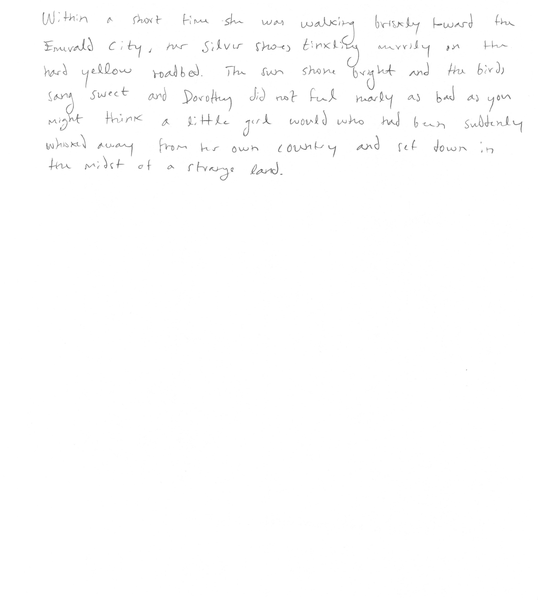 Within a short time she was walking briskly toward the
Emerald City, her Silver Shoes tinkling merrily on the
hard yellow roadbed. The sun shone bright and the birds
sang sweet and Dorothy did not feel nearly as bad as you
might think a little girl would who had been suddenly
whisked away from her own country and set down in
the midst of a strange land.